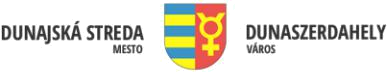 DUNAJSKÁ STREDA
MESTO
DUNASZERDAHELY
VÁROS